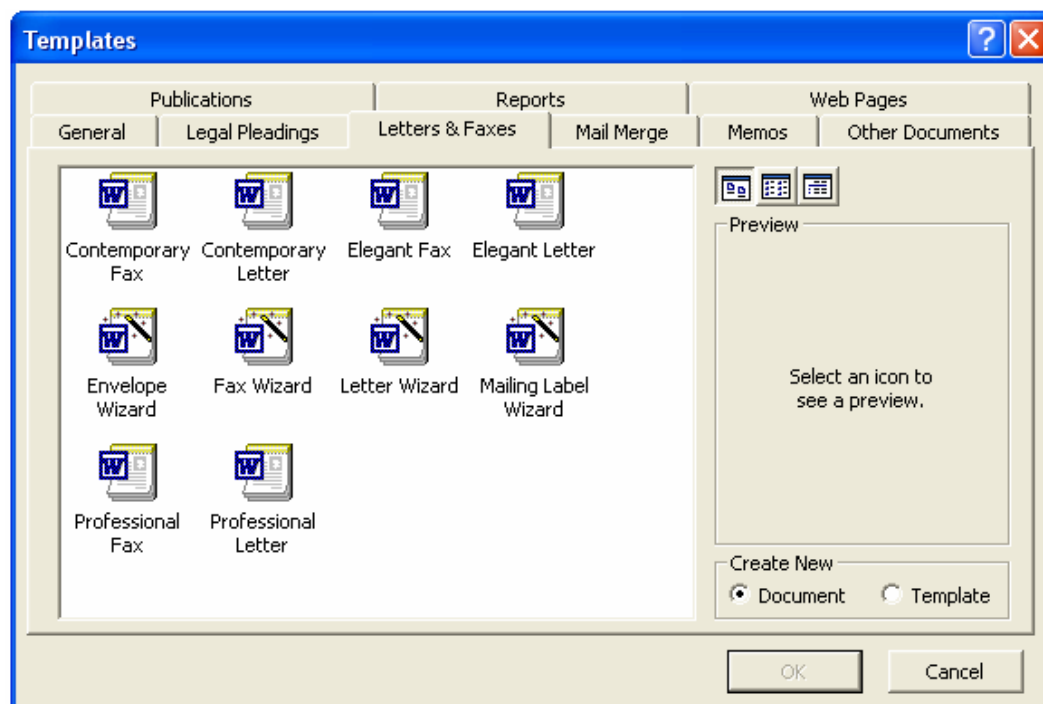 Templates
Publications Reports Web Pages
General Legal Pleadings Letters & Faxes Mail Merge Memos Other Documents
Contemporary Fax
Contemporary Letter
Elegant Fax
Elegant Letter
Envelope Wizard
Fax Wizard
Letter Wizard
Mailing Label Wizard
Professional Fax
Professional Letter
Preview
Select an icon to
see a preview.
Create New
Document Template
OK Cancel